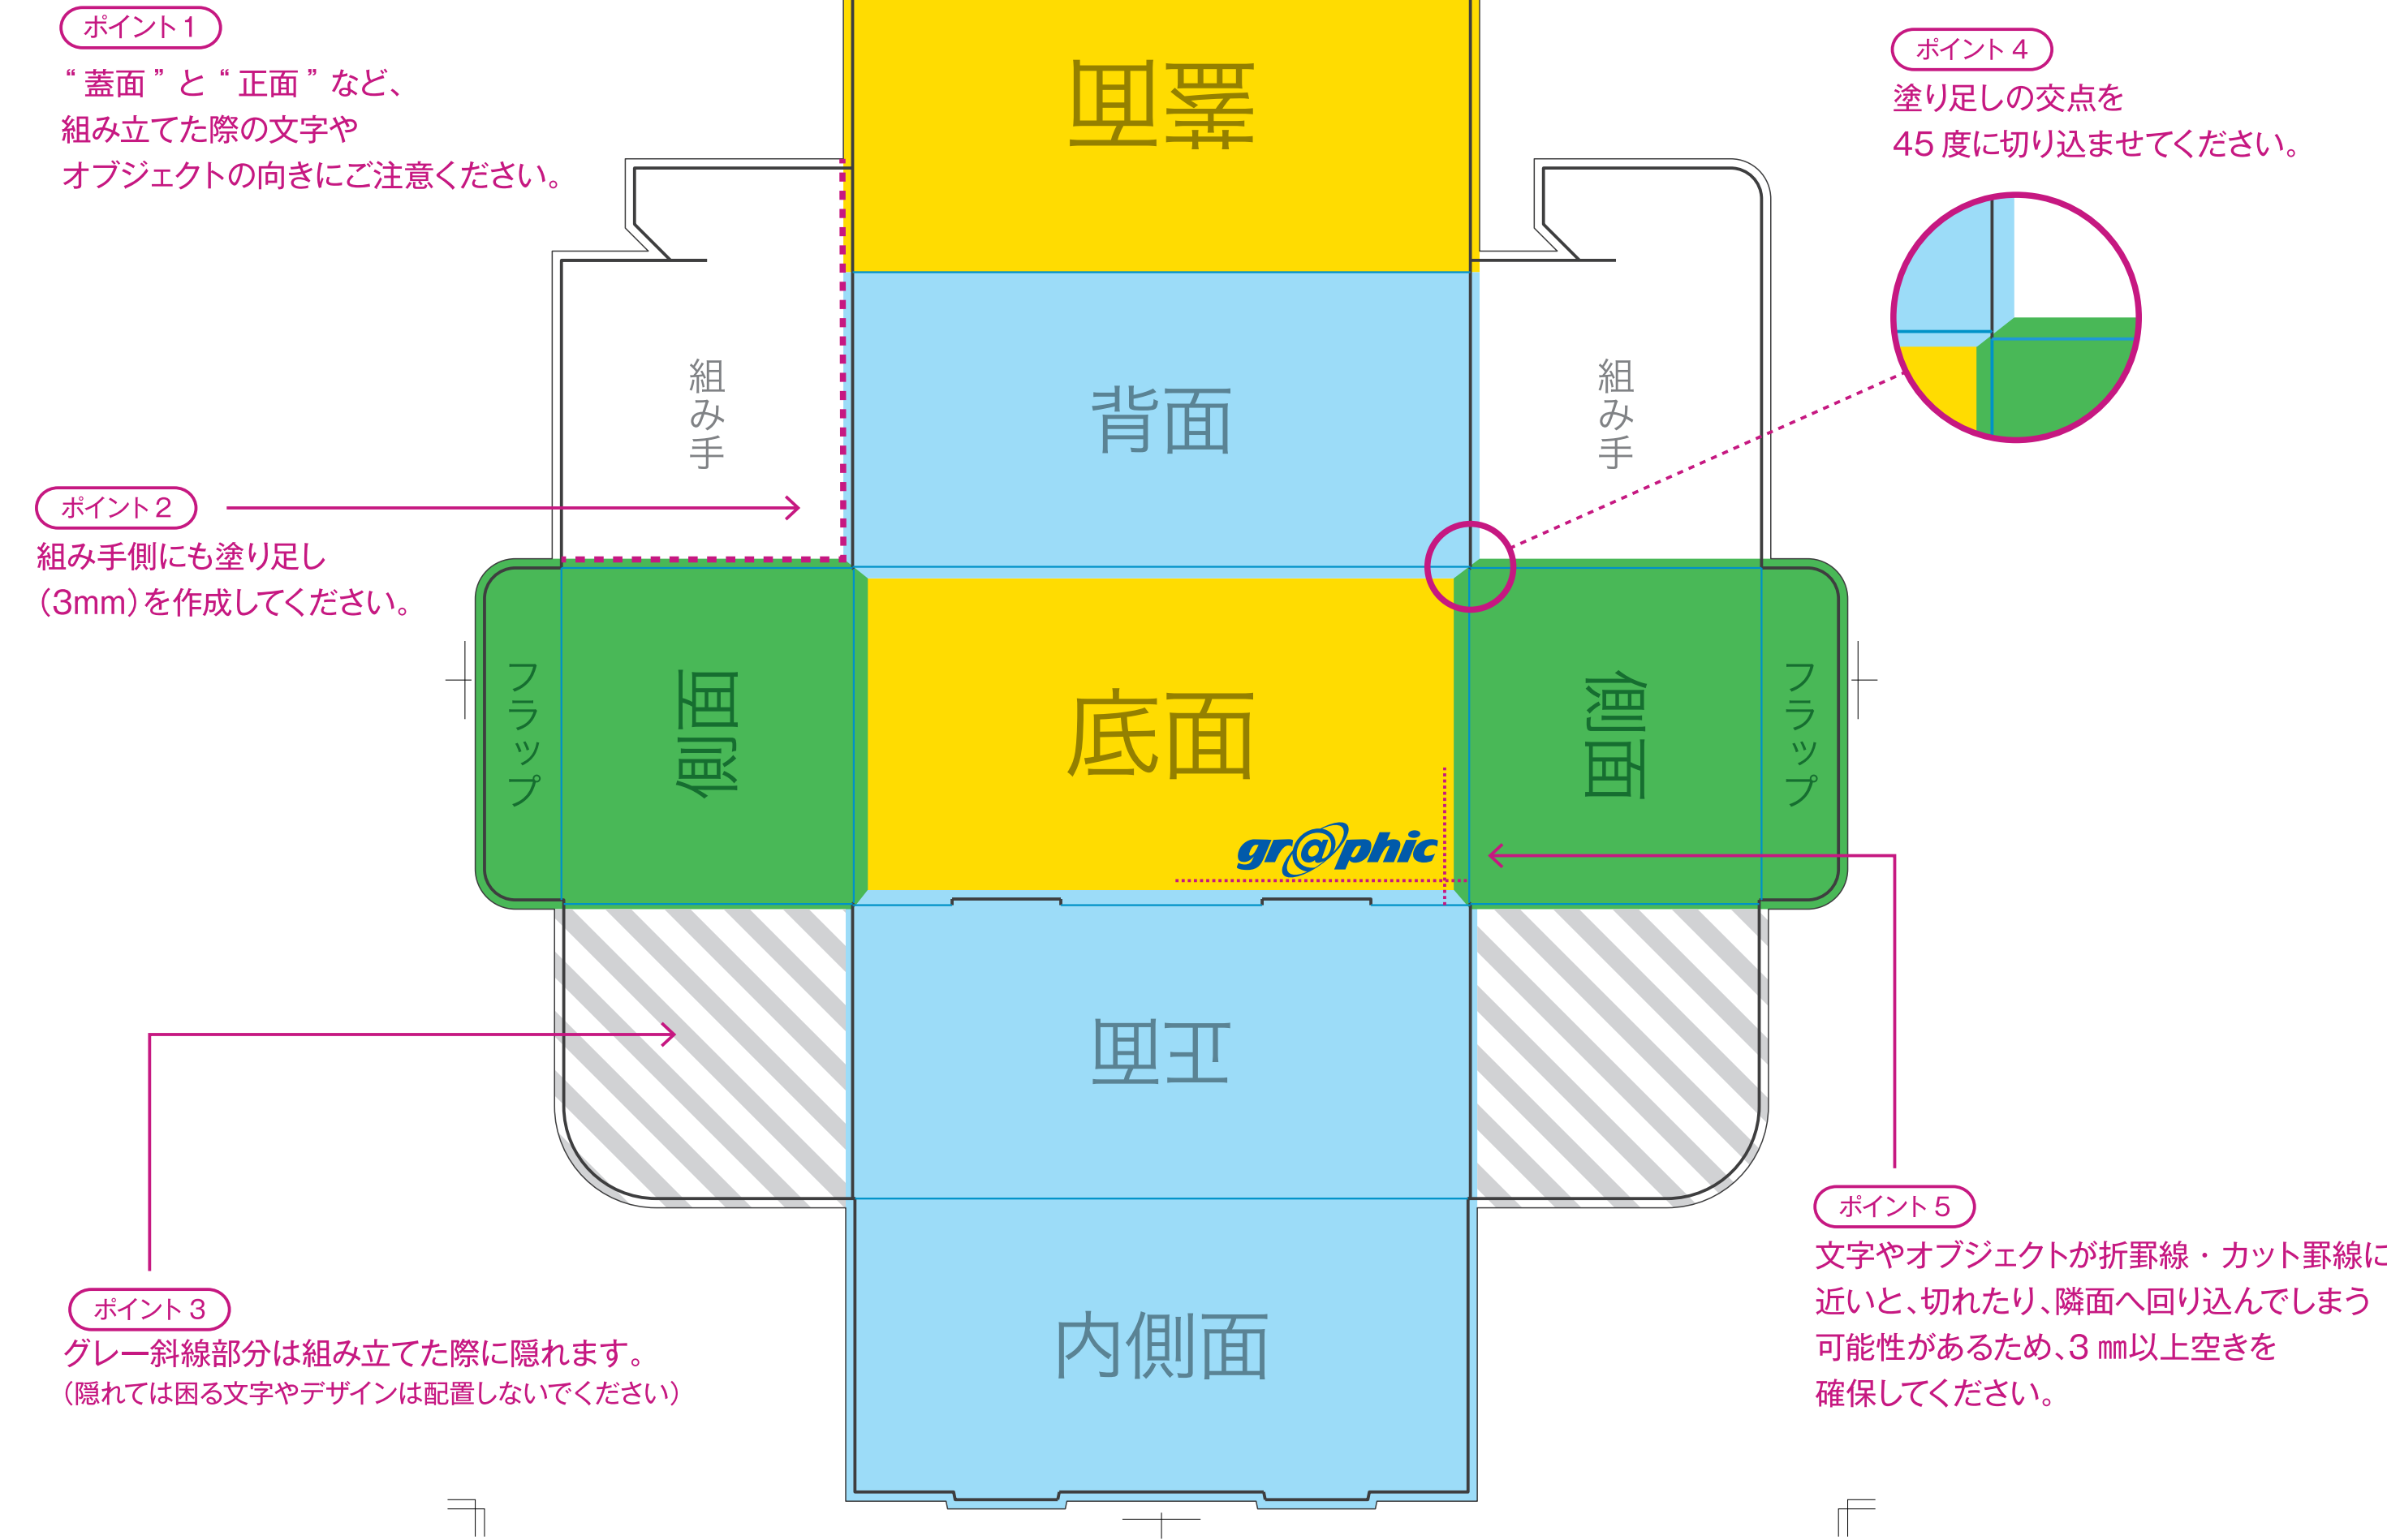 ポイント 1
“ 蓋面 ” と “ 正面 ” など、
組み立てた際の文字や
オブジェクトの向きにご注意ください。
蓋面
ポイント 4
塗り足しの交点を
45 度に切り込ませてください。
組み手
背面
組み手
ポイント 2
組み手側にも塗り足し
（3mm）を作成してください。
フラップ
側面
底面
側面
フラップ
gr@phic
正面
ポイント 3
グレー斜線部分は組み立てた際に隠れます。
（隠れては困る文字やデザインは配置しないでください）
ポイント 5
文字やオブジェクトが折罫線・カット罫線に
近いと、切れたり、隣面へ回り込んでしまう
可能性があるため、3 ㎜以上空きを
確保してください。
内側面